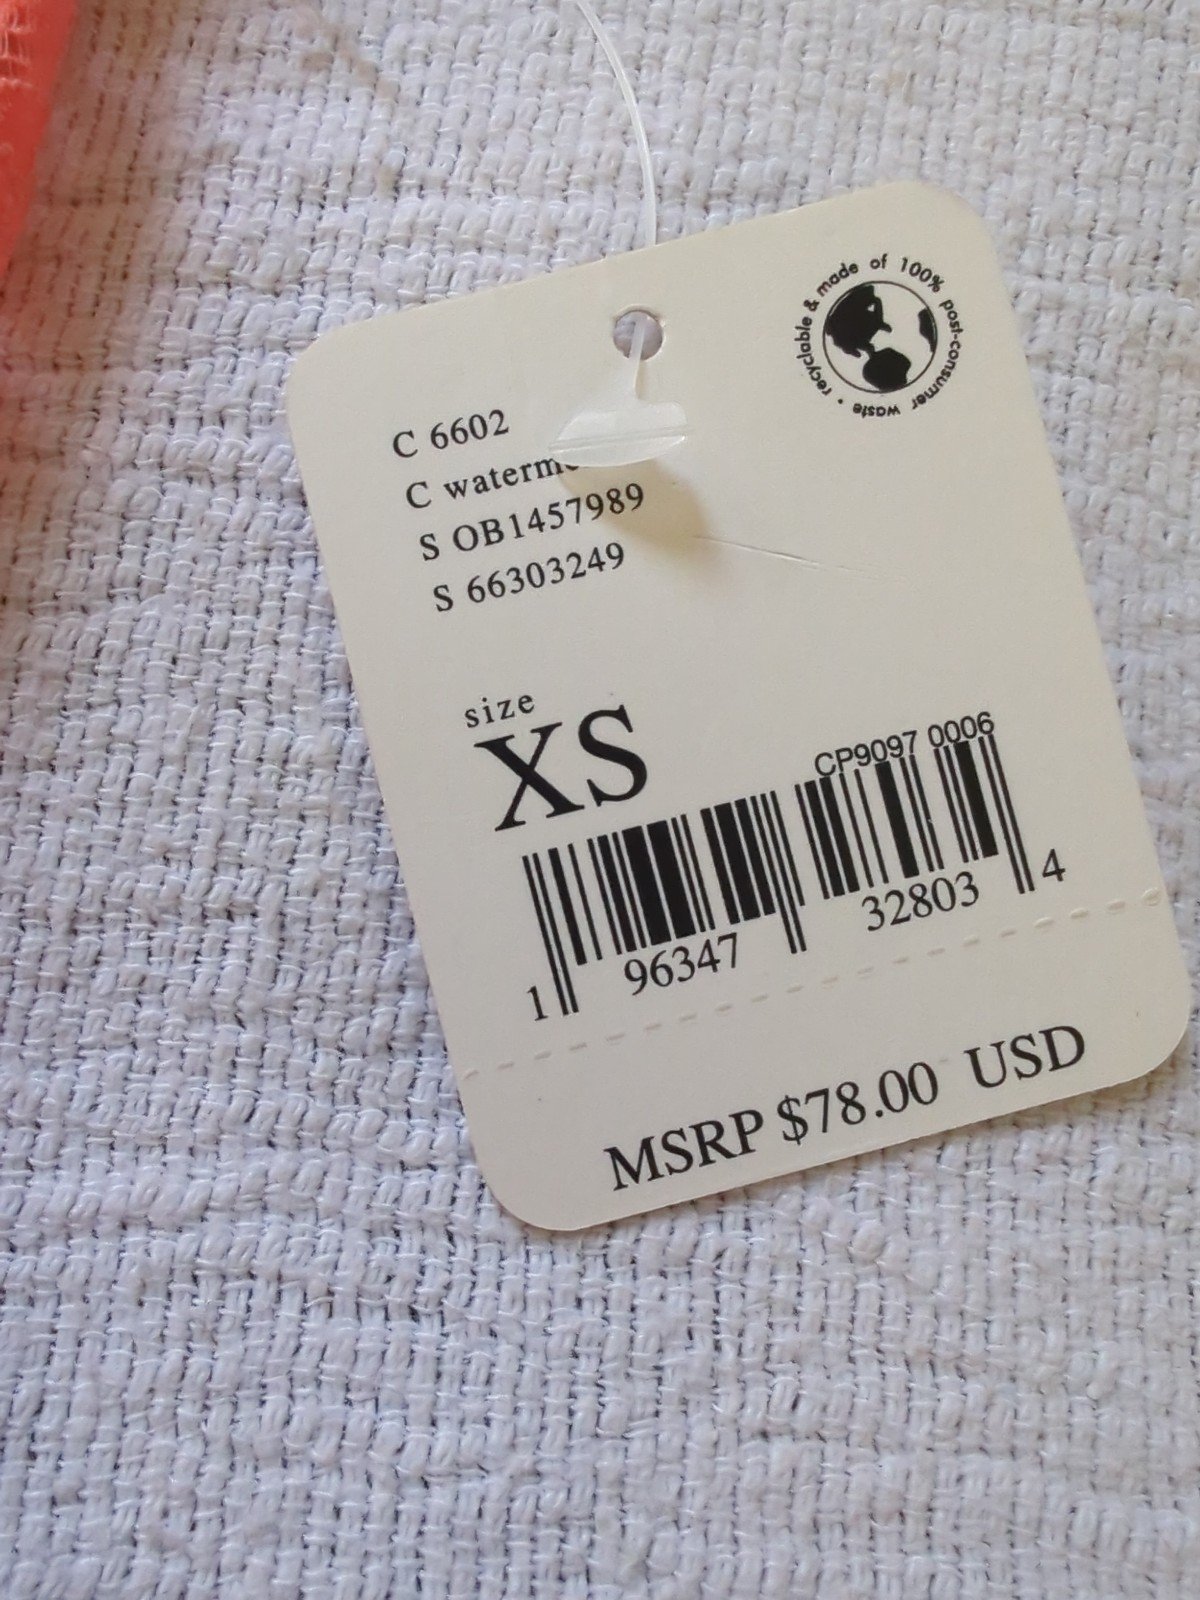 recyclable & made of 100% post-consumer waste •
C 6602
C
S OB1457989
S 66303249
size
XS
CP9097 0006
1 96347 32803 4
MSRP $78.00 USD